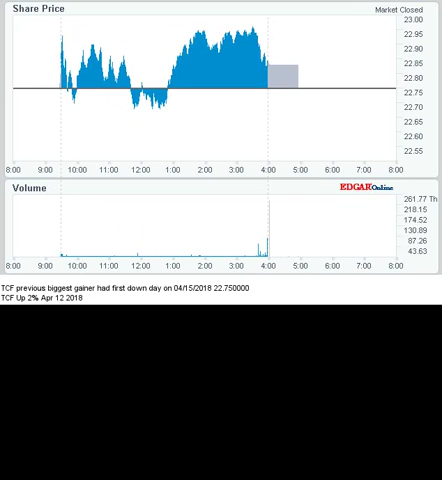 Share Price
Market Closed
23.00
22.95
22.90
22.85
22.80
22.75
22.70
22.65
22.60
22.55
8:00 9:00 10:00 11:00 12:00 1:00 2:00 3:00 4:00 5:00 6:00 7:00 8:00
Volume
EDGAR Online
261.77 Th
218.15
174.52
130.89
87.26
43.63
8:00 9:00 10:00 11:00 12:00 1:00 2:00 3:00 4:00 5:00 6:00 7:00 8:00
TCF previous biggest gainer had first down day on 04/15/2018 22.750000
TCF Up 2% Apr 12 2018